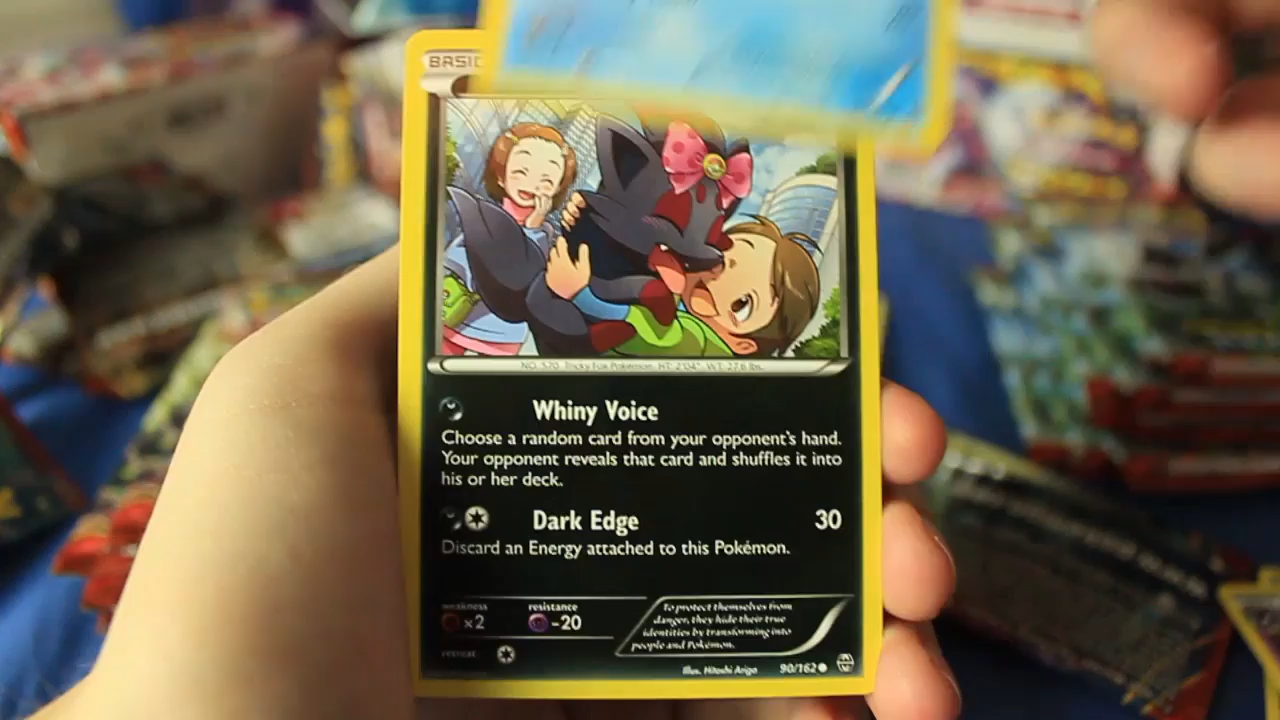 BASIC
NO. 570 Tricky Fox Pokémon HT: 2'04" WT: 27.6 lbs.
Whiny Voice
Choose a random card from your opponent's hand.
Your opponent reveals that card and shuffles it into
his or her deck.
Dark Edge 30
Discard an Energy attached to this Pokémon.
weakness resistance
×2 -20
retreat
To protect themselves from
danger, they hide their true
identities by transforming into
people and Pokémon.
Illus. Hitoshi Ariga 90/162